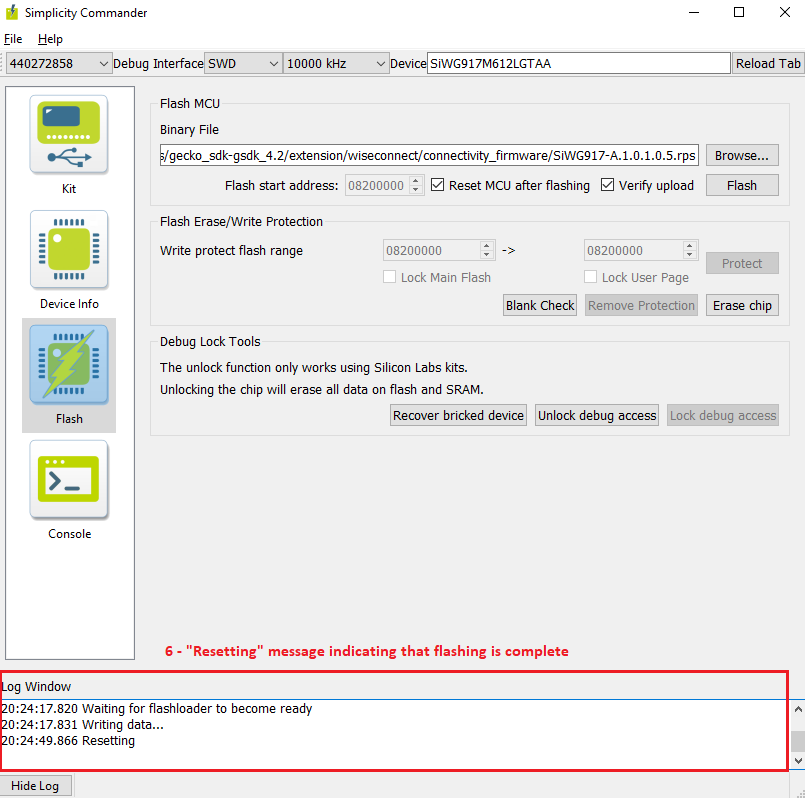 Simplicity Commander
File Help
440272858 Debug Interface SWD 10000 kHz Device SiWG917M612LGTAA Reload Tab
Kit
Device Info
Flash
Console
Flash MCU
Binary File
s/gecko_sdk-gsdk_4.2/extension/wiseconnect/connectivity_firmware/SiWG917-A.1.0.1.0.5.rps Browse...
Flash start address: 08200000 Reset MCU after flashing Verify upload Flash
Flash Erase/Write Protection
Write protect flash range 08200000 -> 08200000
Protect
Lock Main Flash Lock User Page
Blank Check Remove Protection Erase chip
Debug Lock Tools
The unlock function only works using Silicon Labs kits.
Unlocking the chip will erase all data on flash and SRAM.
Recover bricked device Unlock debug access Lock debug access
6 - "Resetting" message indicating that flashing is complete
Log Window
20:24:17.820 Waiting for flashloader to become ready
20:24:17.831 Writing data...
20:24:49.866 Resetting
Hide Log